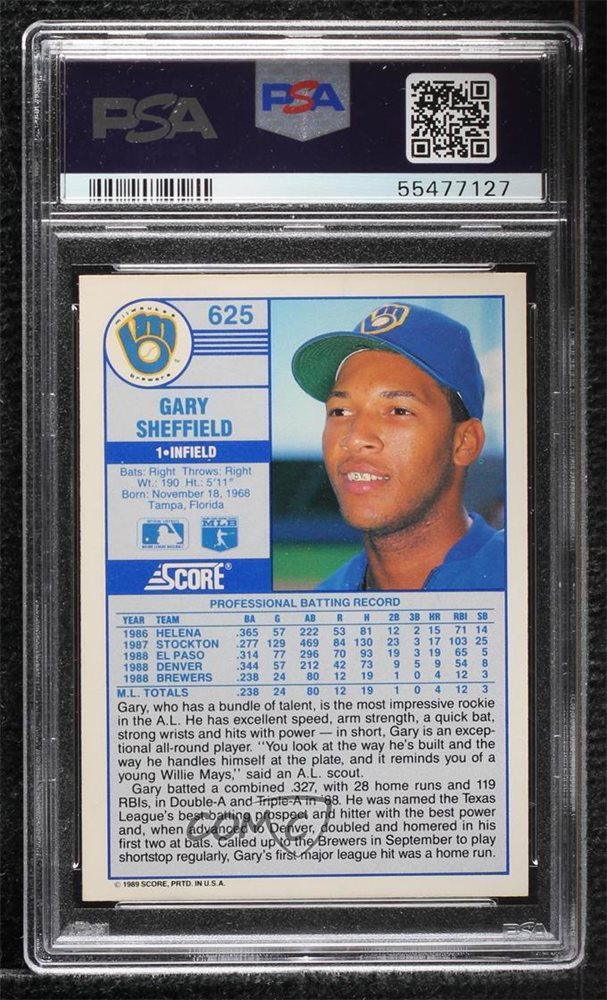 PSA
PSA
55477127
milwaukee
brewers
625
GARY
SHEFFIELD
1•INFIELD
Bats: Right Throws: Right
Wt.: 190 Ht.: 5'11"
Born: November 18, 1968
Tampa, Florida
MLB
SCORE®
PROFESSIONAL BATTING RECORD
YEAR TEAM BA G AB R H 2B 3B HR RBI SB
1986 HELENA .365 57 222 53 81 12 2 15 71 14
1987 STOCKTON .277 129 469 84 130 23 3 17 103 25
1988 EL PASO .314 77 296 70 93 19 3 19 65 5
1988 DENVER .344 57 212 42 73 9 5 9 54 8
1988 BREWERS .238 24 80 12 19 1 0 4 12 3
M.L. TOTALS .238 24 80 12 19 1 0 4 12 3
Gary, who has a bundle of talent, is the most impressive rookie
in the A.L. He has excellent speed, arm strength, a quick bat,
strong wrists and hits with power — in short, Gary is an excep-
tional all-round player. "You look at the way he's built and the
way he handles himself at the plate, and it reminds you of a
young Willie Mays," said an A.L. scout.
Gary batted a combined .327, with 28 home runs and 119
RBIs, in Double-A and Triple-A in '88. He was named the Texas
League's best hitting prospect and hitter with the best power
and, when to Denver, doubled and homered in his
first two at bats. Called up to the Brewers in September to play
shortstop regularly, Gary's first major league hit was a home run.
COMC
© 1989 SCORE, PRTD. IN U.S.A.
PSA